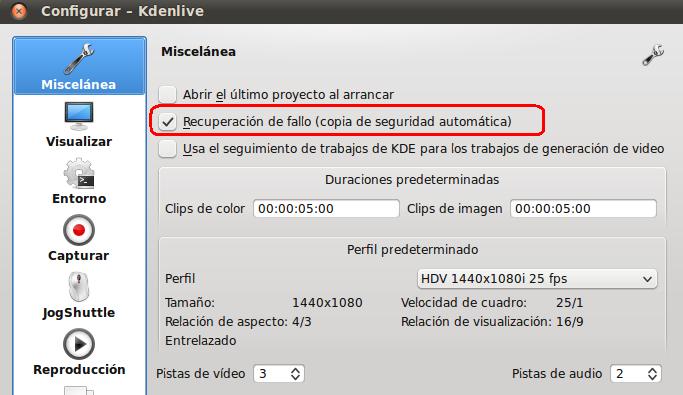 Configurar – Kdenlive
Miscelánea
Visualizar
Entorno
Capturar
JogShuttle
Reproducción
Miscelánea
Abrir el último proyecto al arrancar
Recuperación de fallo (copia de seguridad automática)
Usa el seguimiento de trabajos de KDE para los trabajos de generación de video
Duraciones predeterminadas
Clips de color 00:00:05:00 Clips de imagen 00:00:05:00
Perfil predeterminado
Perfil HDV 1440x1080i 25 fps
Tamaño: 1440x1080 Velocidad de cuadro: 25/1
Relación de aspecto: 4/3 Relación de visualización: 16/9
Entrelazado
Pistas de vídeo 3 Pistas de audio 2